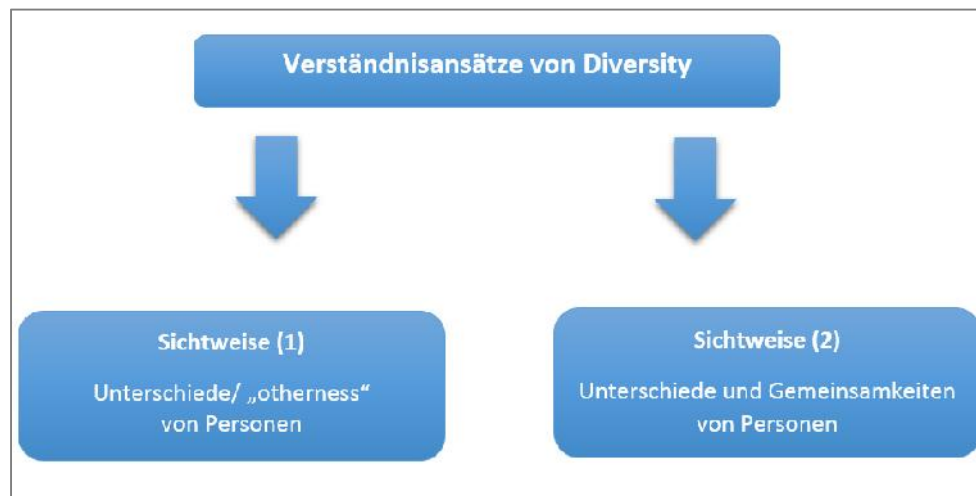 Verständnisansätze von Diversity
Sichtweise (1)
Unterschiede/ „otherness“
von Personen
Sichtweise (2)
Unterschiede und Gemeinsamkeiten
von Personen